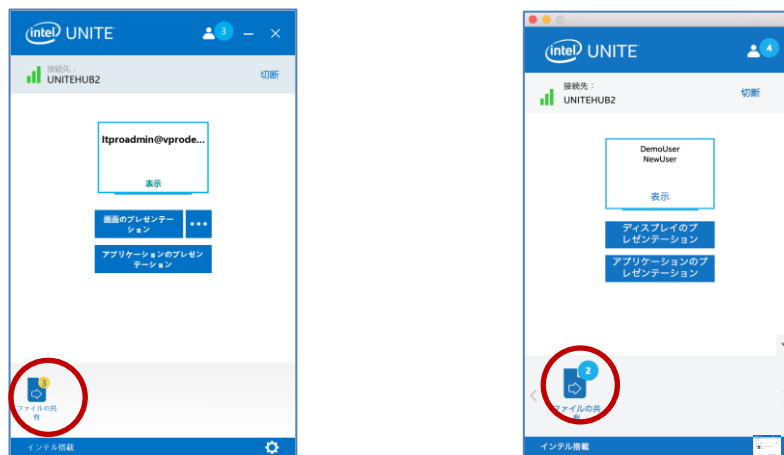 intel UNITE 3
接続先：
UNITEHUB2 切断
Itproadmin@vprode...
表示
画面のプレゼンテー
ション
アプリケーションのプレゼン
テーション
3
ファイルの共
有
インテル搭載
intel UNITE 4
接続先：
UNITEHUB2 切断
DemoUser
NewUser
表示
ディスプレイのプ
レゼンテーション
アプリケーションのプ
レゼンテーション
2
ファイルの共
有
インテル搭載